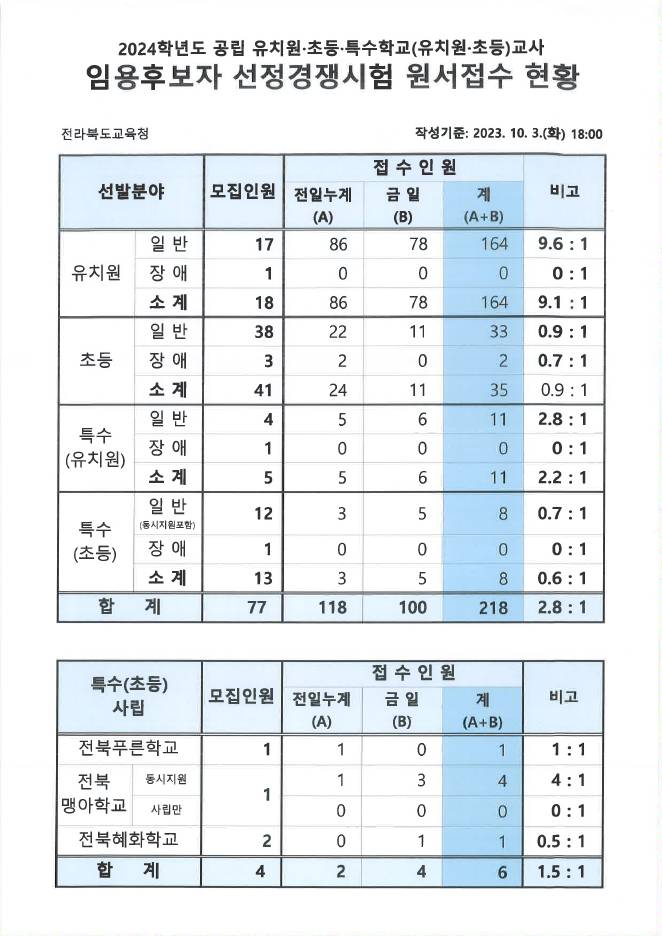 2024학년도 공립 유치원·초등·특수학교(유치원·초등)교사
임용후보자 선정경쟁시험 원서접수 현황
전라북도교육청 작성기준: 2023. 10. 3.(화) 18:00
선발분야 모집인원 접수인원 비고
전일누계 (A) 금일 (B) 계 (A+B)
유치원 일반 17 86 78 164 9.6 : 1
장애 1 0 0 0 0 : 1
소계 18 86 78 164 9.1 : 1
초등 일반 38 22 11 33 0.9 : 1
장애 3 2 0 2 0.7 : 1
소계 41 24 11 35 0.9 : 1
특수 (유치원) 일반 4 5 6 11 2.8 : 1
장애 1 0 0 0 0 : 1
소계 5 5 6 11 2.2 : 1
특수 (초등) 일반 (동시지원포함) 12 3 5 8 0.7 : 1
장애 1 0 0 0 0 : 1
소계 13 3 5 8 0.6 : 1
합 계 77 118 100 218 2.8 : 1
특수(초등) 사립 모집인원 접수인원 비고
전일누계 (A) 금일 (B) 계 (A+B)
전북푸른학교 1 1 0 1 1 : 1
전북맹아학교 동시지원 1 1 3 4 4 : 1
사립만 0 0 0 0 : 1
전북혜화학교 2 0 1 1 0.5 : 1
합 계 4 2 4 6 1.5 : 1